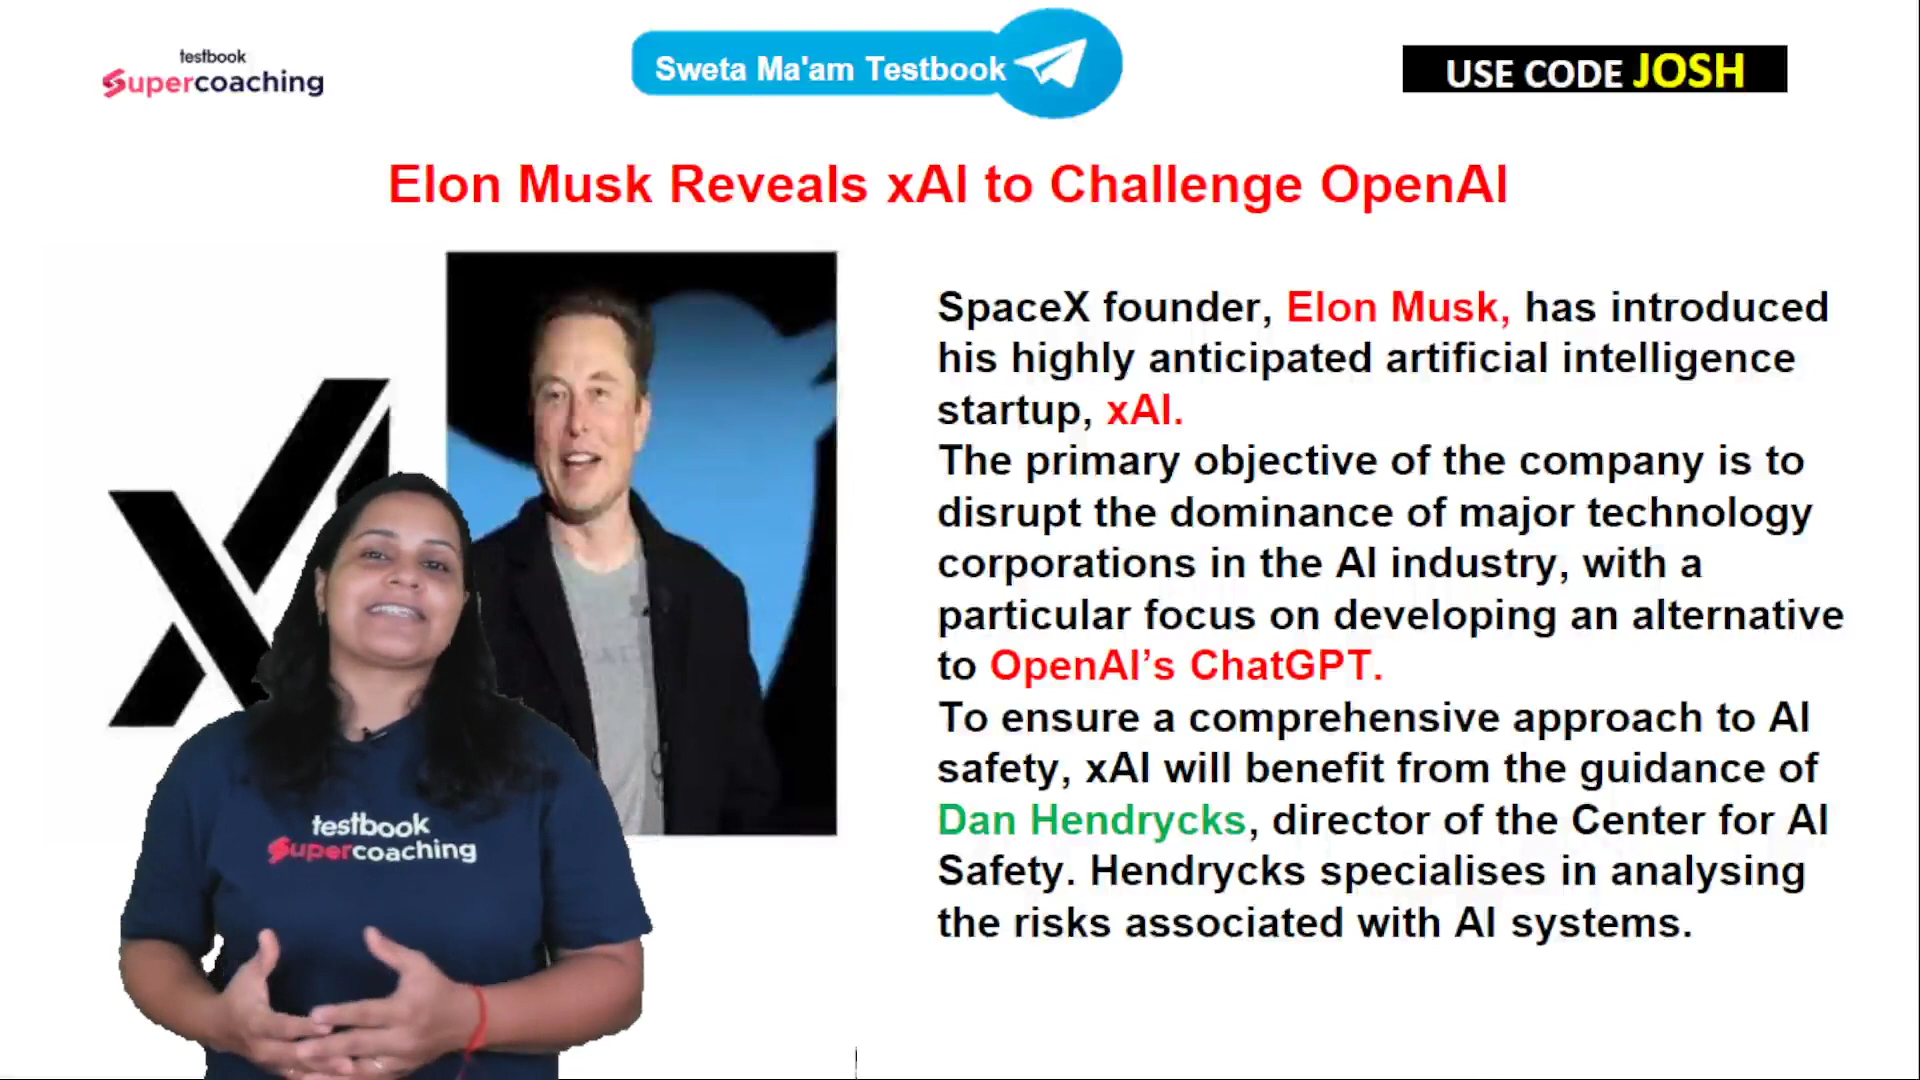 testbook
Supercoaching
Sweta Ma'am Testbook
USE CODE JOSH
Elon Musk Reveals xAI to Challenge OpenAI
SpaceX founder, Elon Musk, has introduced
his highly anticipated artificial intelligence
startup, xAI.
The primary objective of the company is to
disrupt the dominance of major technology
corporations in the AI industry, with a
particular focus on developing an alternative
to OpenAI’s ChatGPT.
To ensure a comprehensive approach to AI
safety, xAI will benefit from the guidance of
Dan Hendrycks, director of the Center for AI
Safety. Hendrycks specialises in analysing
the risks associated with AI systems.
testbook
Supercoaching